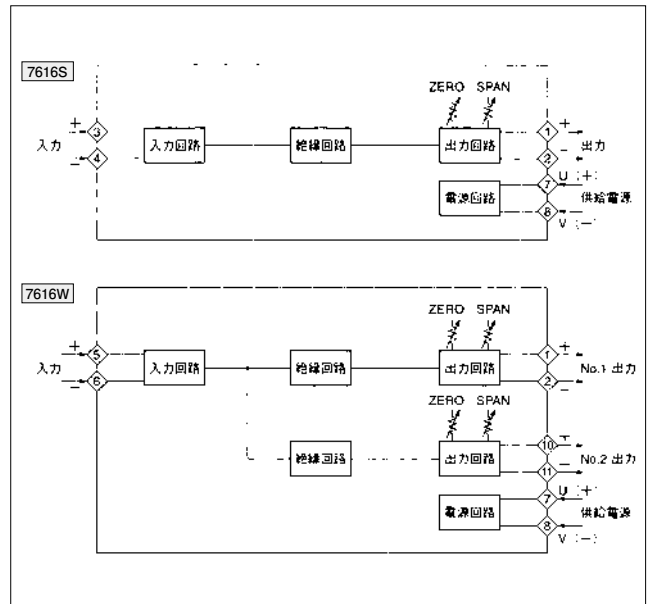 7616S
ZERO SPAN
+ 3 入力回路 絶縁回路 出力回路 1 +
入力 出力
− 4 2 −
7 U (+)
電源回路 供給電源
8 V (−)
7616W
ZERO SPAN
+ 5 入力回路 絶縁回路 出力回路 1 +
入力 No.1 出力
− 6 2 −
ZERO SPAN
絶縁回路 出力回路 10 +
No.2 出力
11 −
7 U (+)
電源回路 供給電源
8 V (−)